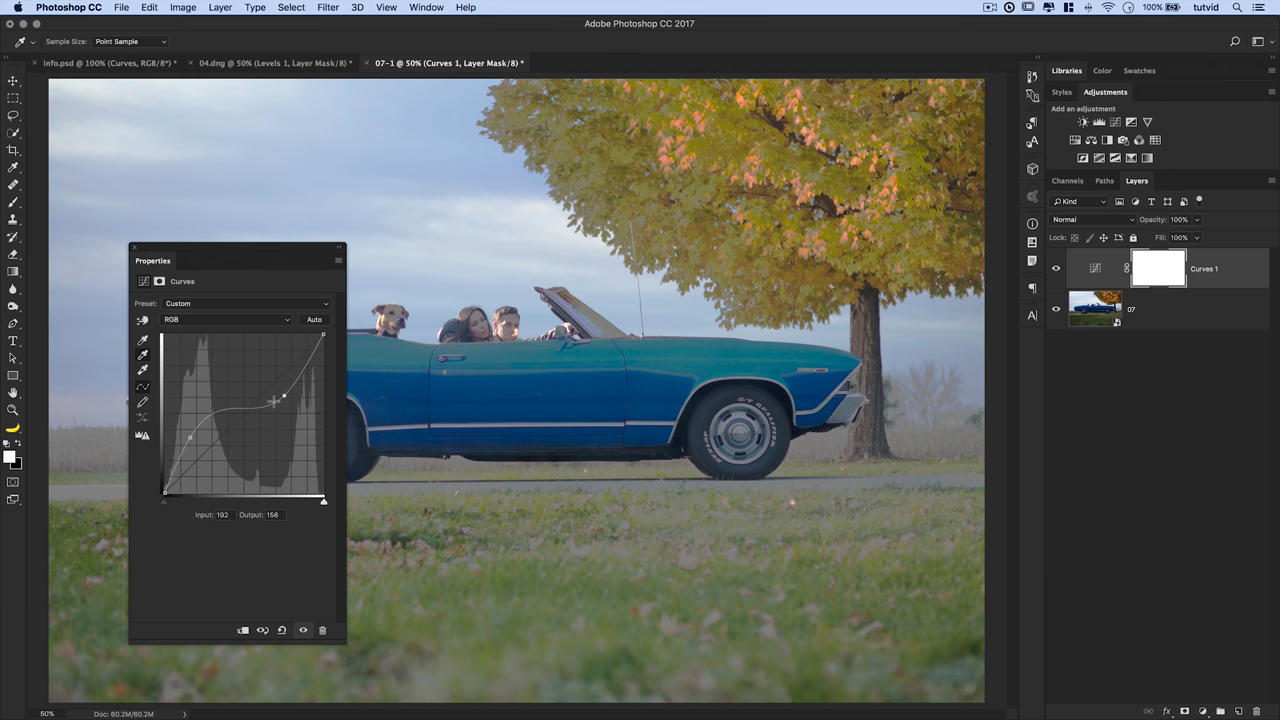 Photoshop CC File Edit Image Layer Type Select Filter 3D View Window Help 100% tutvid
Adobe Photoshop CC 2017
Sample Size: Point Sample
info.psd @ 100% (Curves, RGB/8*) * 04.dng @ 50% (Levels 1, Layer Mask/8) * 07-1 @ 50% (Curves 1, Layer Mask/8) *
Libraries Color Swatches
Styles Adjustments
Add an adjustment
Channels Paths Layers
Kind
Normal Opacity: 100%
Lock: Fill: 100%
Curves 1
07
Properties
Curves
Preset: Custom
RGB Auto
Input: 192 Output: 156
50% Doc: 60.2M/60.2M